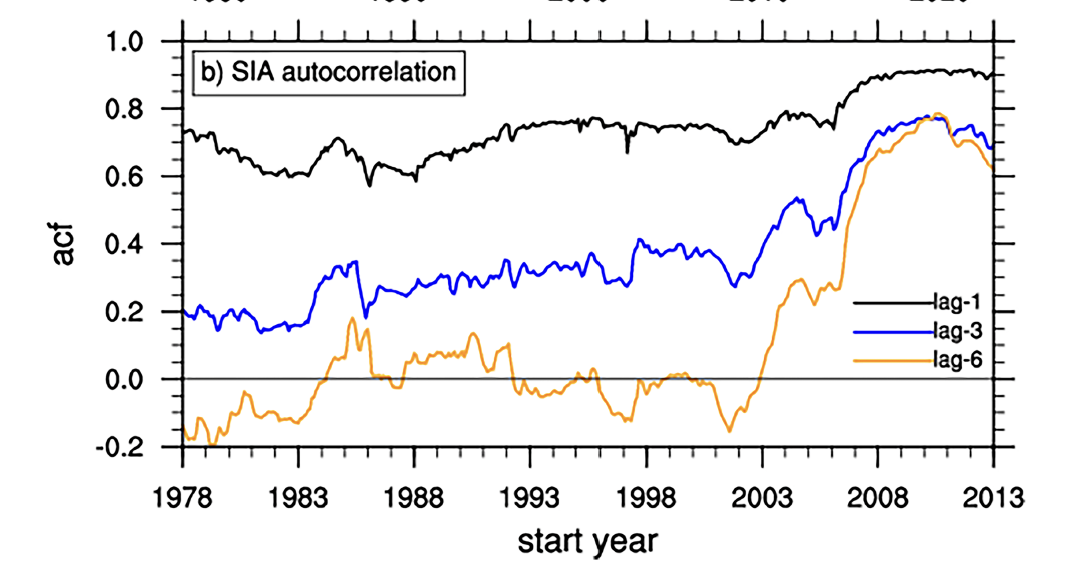 b) SIA autocorrelation
1.0
0.8
0.6
0.4
0.2
0.0
-0.2
acf
lag-1
lag-3
lag-6
1978 1983 1988 1993 1998 2003 2008 2013
start year